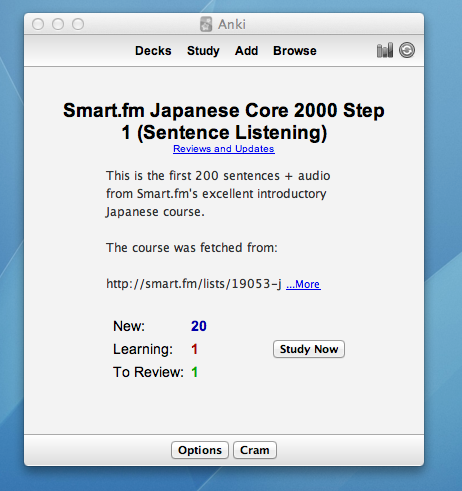 Anki
Decks Study Add Browse
Smart.fm Japanese Core 2000 Step
1 (Sentence Listening)
Reviews and Updates
This is the first 200 sentences + audio
from Smart.fm's excellent introductory
Japanese course.
The course was fetched from:
http://smart.fm/lists/19053-j ...More
New: 20
Learning: 1 Study Now
To Review: 1
Options Cram